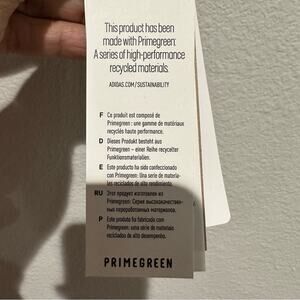 This product has been
made with Primegreen:
A series of high-performance
recycled materials.
ADIDAS.COM/SUSTAINABILITY
F Ce produit est composé de
Primegreen : une gamme de matériaux
recyclés haute performance.
D Dieses Produkt besteht aus
Primegreen – einer Reihe recycelter
Funktionsmaterialien.
E Este producto ha sido confeccionado
con Primegreen: Una serie de materia-
les reciclados de alto rendimiento.
RU Этот продукт изготовлен из
Primegreen: Серия высококачествен-
ных переработанных материалов.
P Este produto foi fabricado com
Primegreen: uma série de materiais
reciclados de alto desempenho.
PRIMEGREEN